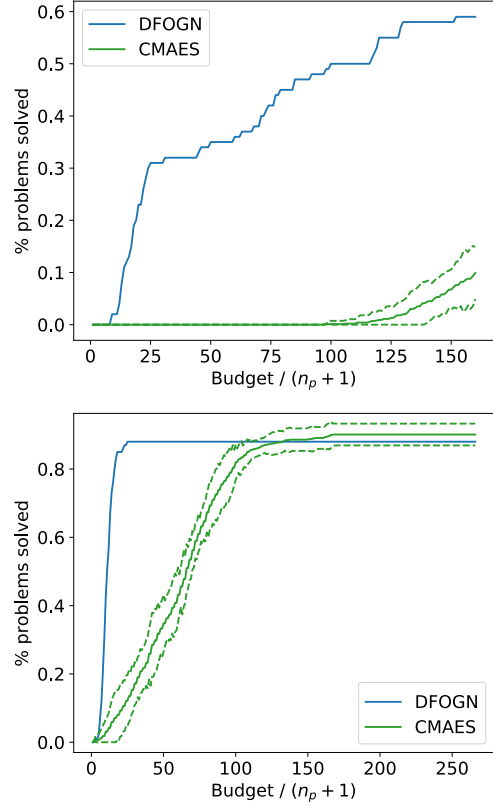 DFOGN
CMAES
% problems solved
0.6
0.5
0.4
0.3
0.2
0.1
0.0
0 25 50 75 100 125 150
Budget / (n_p + 1)
% problems solved
0.8
0.6
0.4
0.2
0.0
DFOGN
CMAES
0 50 100 150 200 250
Budget / (n_p + 1)